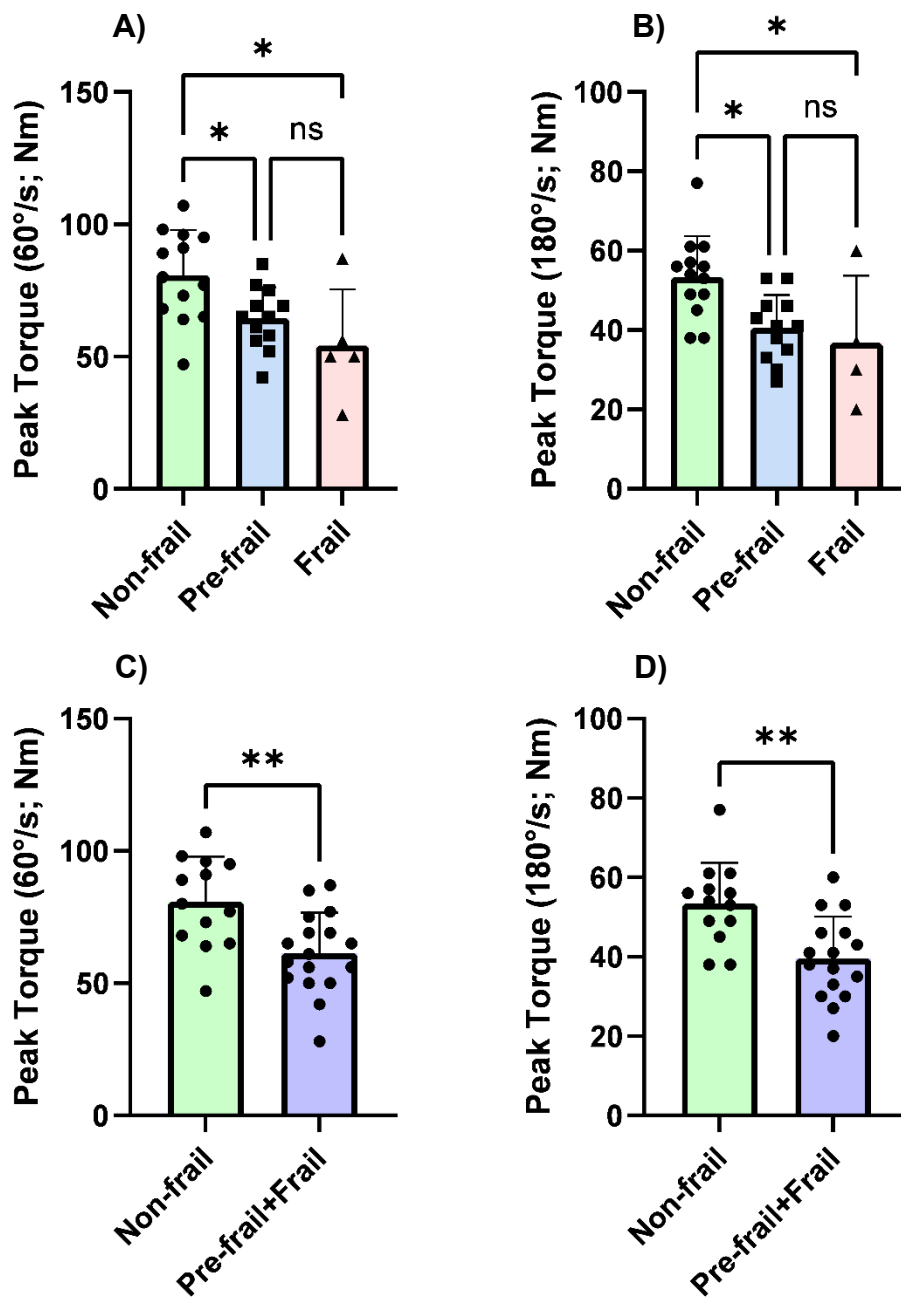 A)
*
* ns
Peak Torque (60°/s; Nm)
150
100
50
0
Non-frail
Pre-frail
Frail
B)
*
* ns
Peak Torque (180°/s; Nm)
100
80
60
40
20
0
Non-frail
Pre-frail
Frail
C)
**
Peak Torque (60°/s; Nm)
150
100
50
0
Non-frail
Pre-frail+Frail
D)
**
Peak Torque (180°/s; Nm)
100
80
60
40
20
0
Non-frail
Pre-frail+Frail